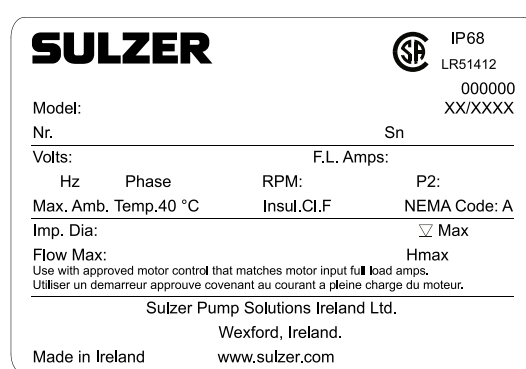 SULZER
SA IP68
LR51412
000000
Model: XX/XXXX
Nr. Sn
Volts: F.L. Amps:
Hz Phase RPM: P2:
Max. Amb. Temp.40 °C Insul.Cl.F NEMA Code: A
Imp. Dia: Max
Flow Max: Hmax
Use with approved motor control that matches motor input full load amps.
Utiliser un demarreur approuve covenant au courant a pleine charge du moteur.
Sulzer Pump Solutions Ireland Ltd.
Wexford, Ireland.
Made in Ireland www.sulzer.com